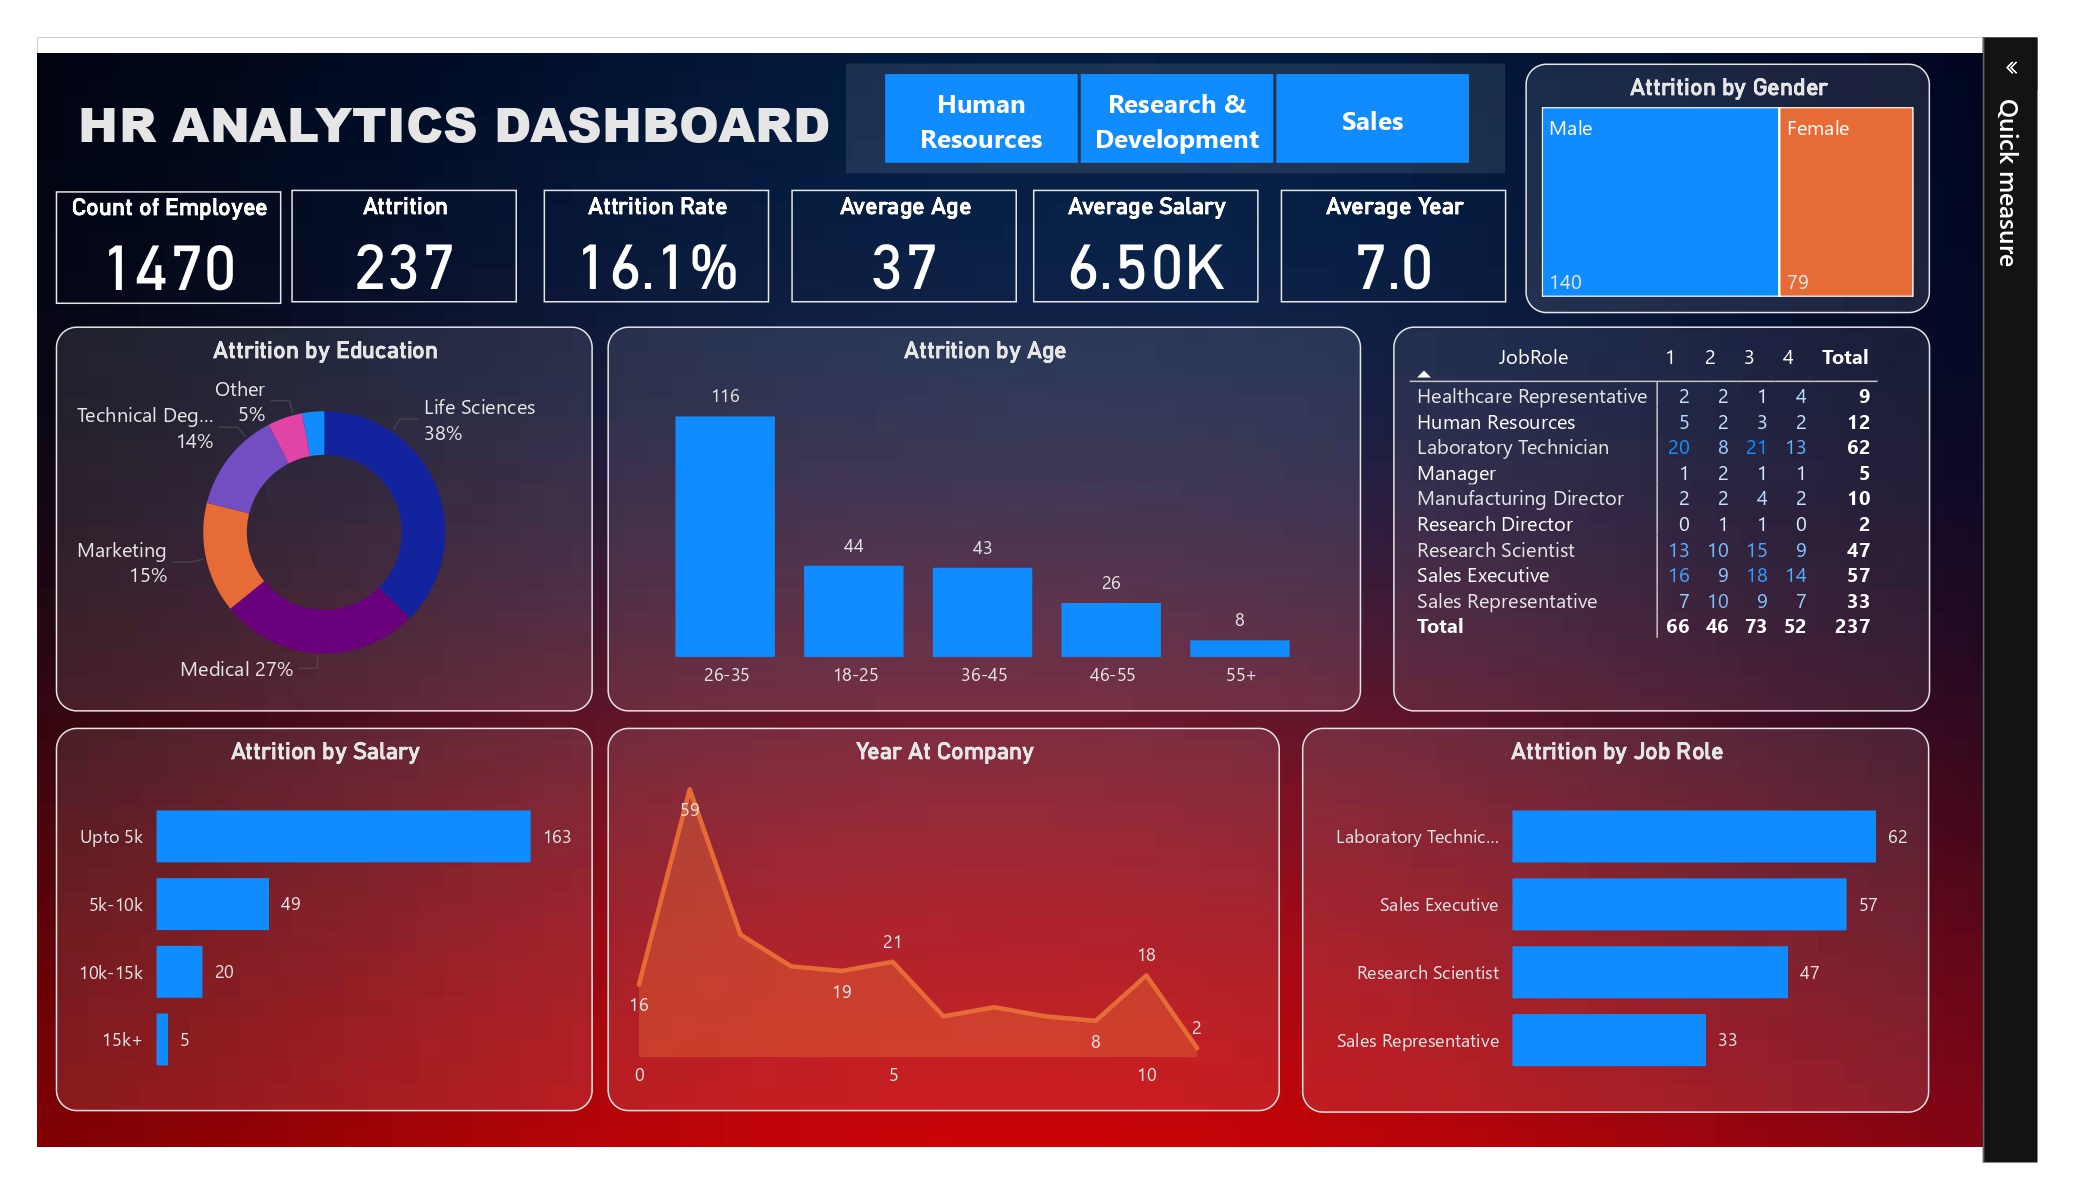 HR ANALYTICS DASHBOARD
Human
Resources
Research &
Development
Sales
Count of Employee
1470
Attrition
237
Attrition Rate
16.1%
Average Age
37
Average Salary
6.50K
Average Year
7.0
Attrition by Gender
Male
140
Female
79
«
Quick measure
Attrition by Education
Other
5%
Life Sciences
38%
Technical Deg...
14%
Marketing
15%
Medical 27%
Attrition by Age
116
44
43
26
8
26-35 18-25 36-45 46-55 55+
JobRole 1 2 3 4 Total
Healthcare Representative 2 2 1 4 9
Human Resources 5 2 3 2 12
Laboratory Technician 20 8 21 13 62
Manager 1 2 1 1 5
Manufacturing Director 2 2 4 2 10
Research Director 0 1 1 0 2
Research Scientist 13 10 15 9 47
Sales Executive 16 9 18 14 57
Sales Representative 7 10 9 7 33
Total 66 46 73 52 237
Attrition by Salary
Upto 5k 163
5k-10k 49
10k-15k 20
15k+ 5
Year At Company
59
21
18
19
16
2
8
0 5 10
Attrition by Job Role
Laboratory Technic... 62
Sales Executive 57
Research Scientist 47
Sales Representative 33